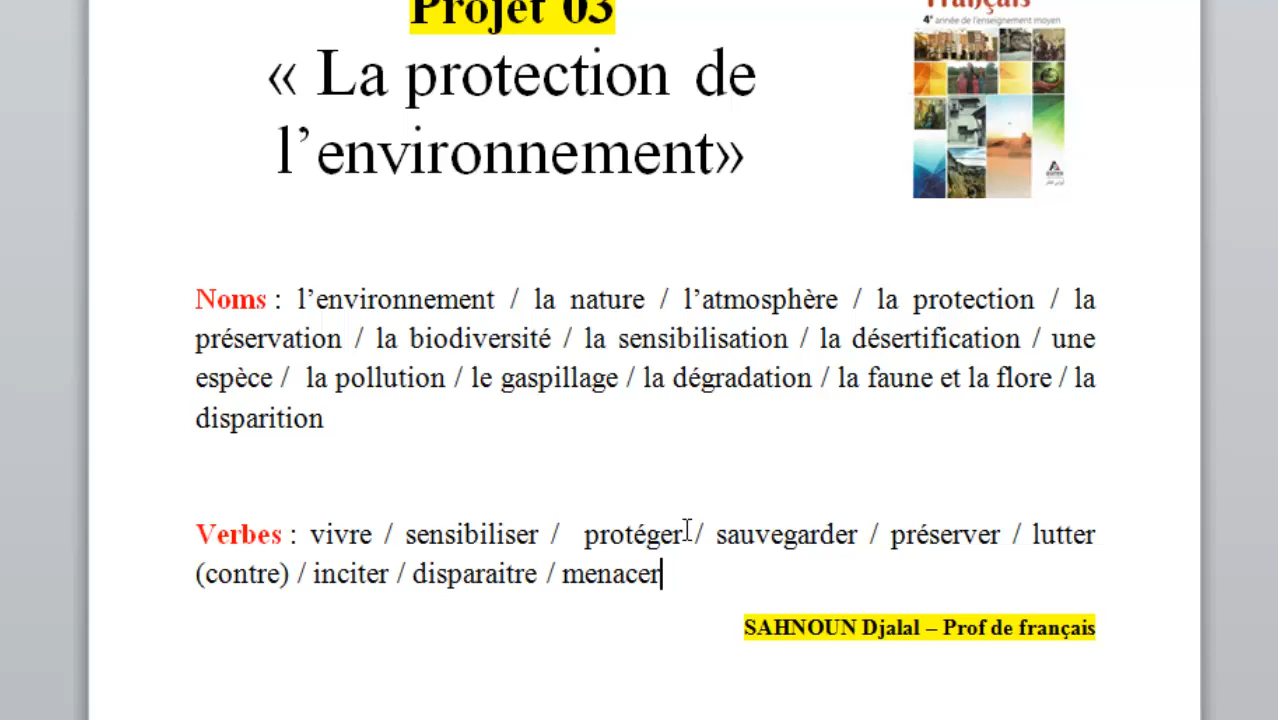 Projet 03
Français
4e année de l'enseignement moyen
« La protection de
l'environnement»
Noms : l'environnement / la nature / l'atmosphère / la protection / la
préservation / la biodiversité / la sensibilisation / la désertification / une
espèce / la pollution / le gaspillage / la dégradation / la faune et la flore / la
disparition
Verbes : vivre / sensibiliser / protéger / sauvegarder / préserver / lutter
(contre) / inciter / disparaitre / menacer
SAHNOUN Djalal – Prof de français